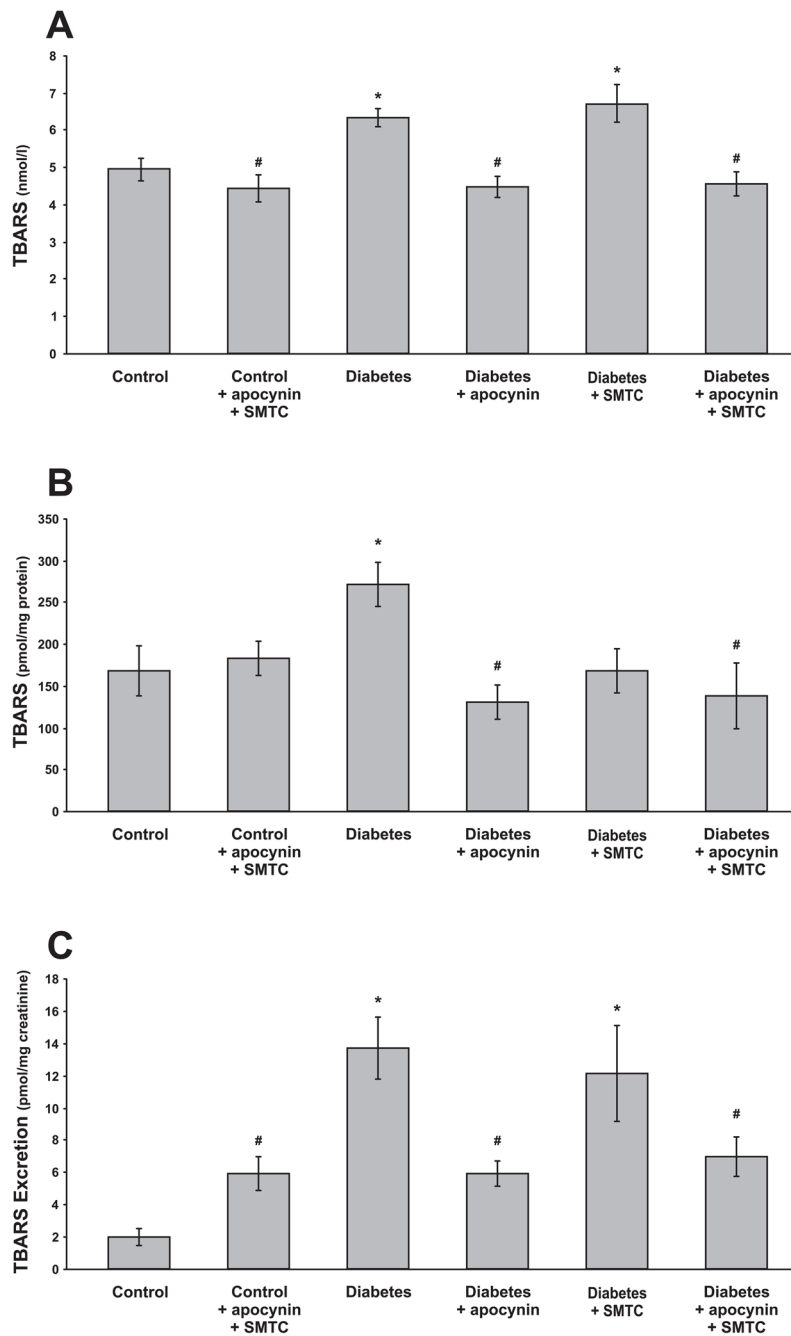 A
TBARS (nmol/l)
8
7
6
5
4
3
2
1
0
*
*
#
#
#
Control
Control
+ apocynin
+ SMTC
Diabetes
Diabetes
+ apocynin
Diabetes
+ SMTC
Diabetes
+ apocynin
+ SMTC
B
TBARS (pmol/mg protein)
350
300
250
200
150
100
50
0
*
#
#
Control
Control
+ apocynin
+ SMTC
Diabetes
Diabetes
+ apocynin
Diabetes
+ SMTC
Diabetes
+ apocynin
+ SMTC
C
TBARS Excretion (pmol/mg creatinine)
18
16
14
12
10
8
6
4
2
0
*
*
#
#
#
Control
Control
+ apocynin
+ SMTC
Diabetes
Diabetes
+ apocynin
Diabetes
+ SMTC
Diabetes
+ apocynin
+ SMTC